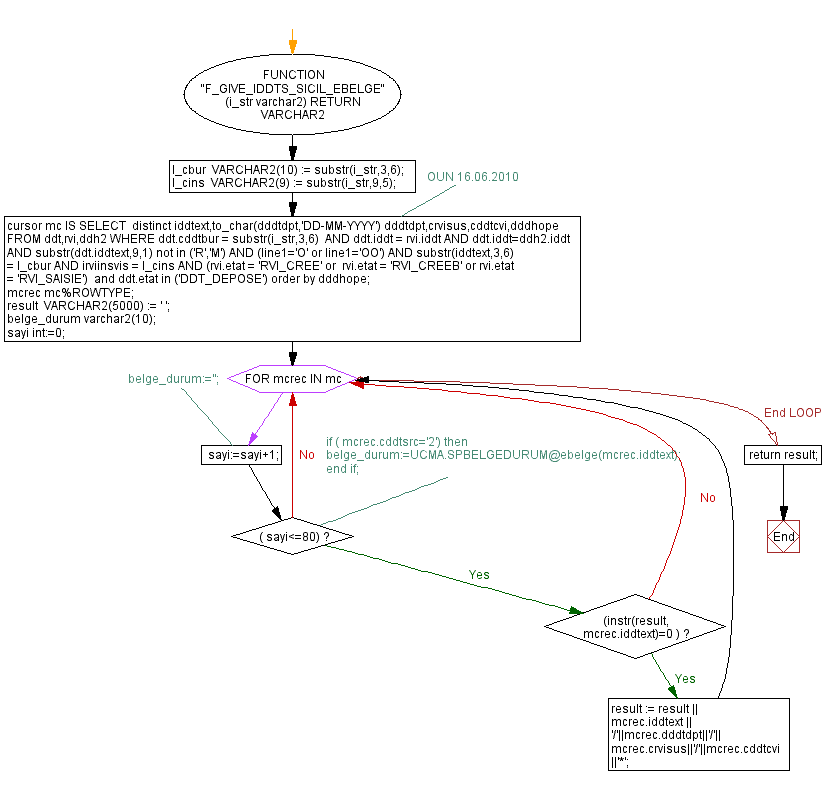 FUNCTION
"F_GIVE_IDDTS_SICIL_EBELGE"
(i_str varchar2) RETURN
VARCHAR2
l_cbur  VARCHAR2(10) := substr(i_str,3,6);
l_cins  VARCHAR2(9) := substr(i_str,9,5);
OUN 16.06.2010
cursor mc IS SELECT  distinct iddtext,to_char(dddtdpt,'DD-MM-YYYY') dddtdpt,crvisus,cddtcvi,dddhope
FROM ddt,rvi,ddh2 WHERE ddt.cddtbur = substr(i_str,3,6)  AND ddt.iddt = rvi.iddt AND ddt.iddt=ddh2.iddt
AND substr(ddt.iddtext,9,1) not in ('R','M') AND (line1='O' or line1='OO') AND substr(iddtext,3,6)
= l_cbur AND irviinsvis = l_cins AND (rvi.etat = 'RVI_CREE' or  rvi.etat = 'RVI_CREEB' or rvi.etat
= 'RVI_SAISIE')  and ddt.etat in ('DDT_DEPOSE') order by dddhope;
mcrec mc%ROWTYPE;
result  VARCHAR2(5000) := ' ';
belge_durum varchar2(10);
sayi int:=0;
belge_durum:='';
FOR mcrec IN mc
End LOOP
sayi:=sayi+1;
No
if ( mcrec.cddtsrc='2') then
belge_durum:=UCMA.SPBELGEDURUM@ebelge(mcrec.iddtext);
end if;
return result;
No
( sayi<=80) ?
End
Yes
(instr(result,
mcrec.iddtext)=0 ) ?
Yes
result := result ||
mcrec.iddtext ||
'/'||mcrec.dddtdpt||'/'||
mcrec.crvisus||'/'||mcrec.cddtcvi
||'*';